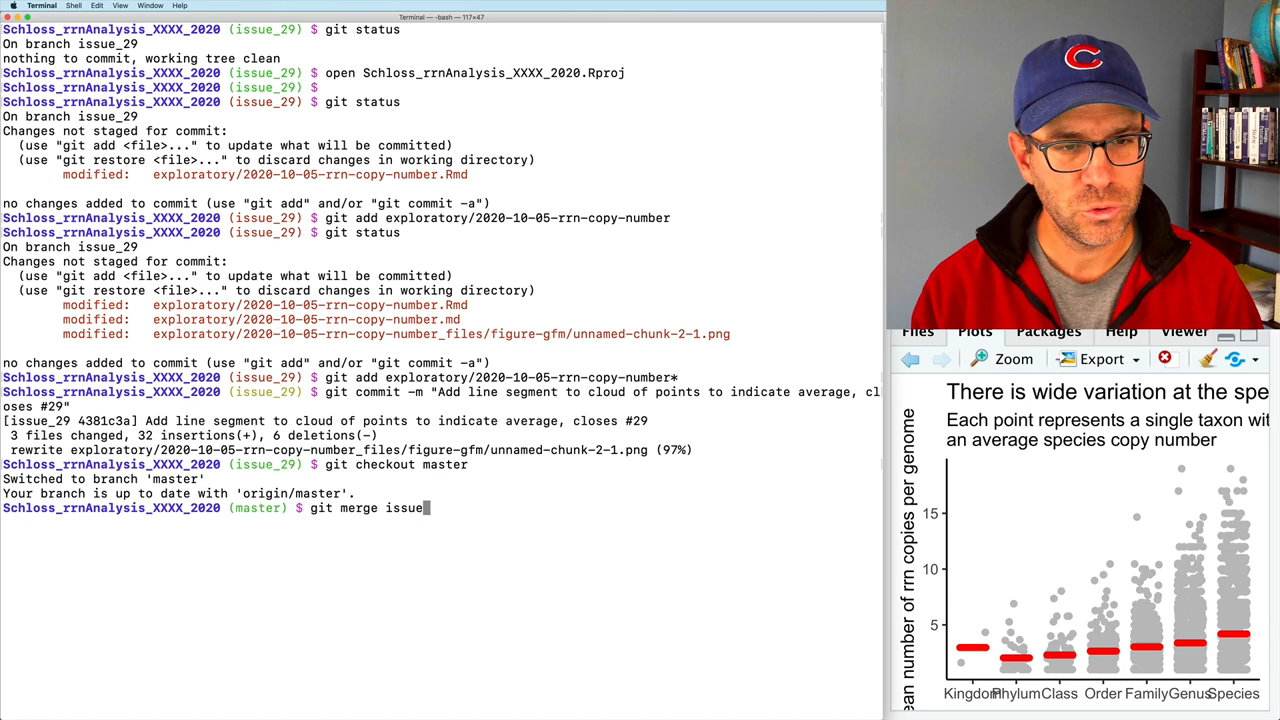 Terminal Shell Edit View Window Help
Terminal — -bash — 117×47
Schloss_rrnAnalysis_XXXX_2020 (issue_29) $ git status
On branch issue_29
nothing to commit, working tree clean
Schloss_rrnAnalysis_XXXX_2020 (issue_29) $ open Schloss_rrnAnalysis_XXXX_2020.Rproj
Schloss_rrnAnalysis_XXXX_2020 (issue_29) $
Schloss_rrnAnalysis_XXXX_2020 (issue_29) $ git status
On branch issue_29
Changes not staged for commit:
(use "git add <file>..." to update what will be committed)
(use "git restore <file>..." to discard changes in working directory)
modified: exploratory/2020-10-05-rrn-copy-number.Rmd
no changes added to commit (use "git add" and/or "git commit -a")
Schloss_rrnAnalysis_XXXX_2020 (issue_29) $ git add exploratory/2020-10-05-rrn-copy-number
Schloss_rrnAnalysis_XXXX_2020 (issue_29) $ git status
On branch issue_29
Changes not staged for commit:
(use "git add <file>..." to update what will be committed)
(use "git restore <file>..." to discard changes in working directory)
modified: exploratory/2020-10-05-rrn-copy-number.Rmd
modified: exploratory/2020-10-05-rrn-copy-number.md
modified: exploratory/2020-10-05-rrn-copy-number_files/figure-gfm/unnamed-chunk-2-1.png
no changes added to commit (use "git add" and/or "git commit -a")
Schloss_rrnAnalysis_XXXX_2020 (issue_29) $ git add exploratory/2020-10-05-rrn-copy-number*
Schloss_rrnAnalysis_XXXX_2020 (issue_29) $ git commit -m "Add line segment to cloud of points to indicate average, cl
oses #29"
[issue_29 4381c3a] Add line segment to cloud of points to indicate average, closes #29
3 files changed, 32 insertions(+), 6 deletions(-)
rewrite exploratory/2020-10-05-rrn-copy-number_files/figure-gfm/unnamed-chunk-2-1.png (97%)
Schloss_rrnAnalysis_XXXX_2020 (issue_29) $ git checkout master
Switched to branch 'master'
Your branch is up to date with 'origin/master'.
Schloss_rrnAnalysis_XXXX_2020 (master) $ git merge issue
C
Files Plots Packages Help Viewer
Zoom Export
There is wide variation at the spe
Each point represents a single taxon wit
an average species copy number
ean number of rrn copies per genome
15
10
5
Kingdom Phylum Class Order Family Genus Species